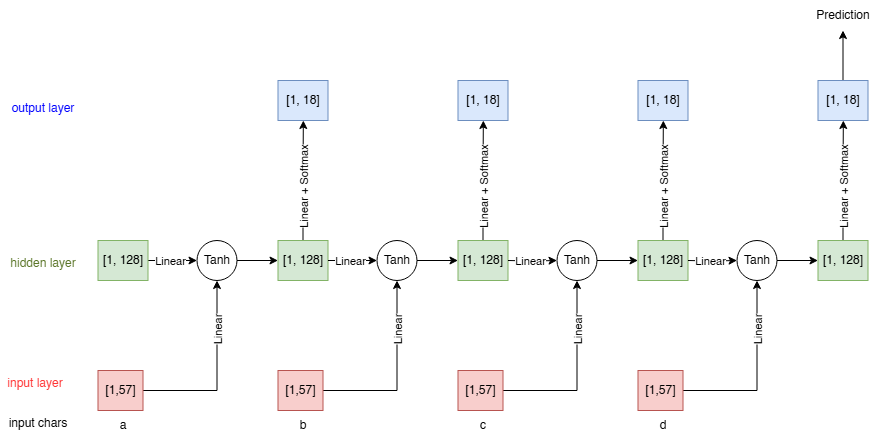 Prediction
output layer
[1, 18]
[1, 18]
[1, 18]
[1, 18]
Linear + Softmax
Linear + Softmax
Linear + Softmax
Linear + Softmax
hidden layer
[1, 128]
Linear
Tanh
[1, 128]
Linear
Tanh
[1, 128]
Linear
Tanh
[1, 128]
Linear
Tanh
[1, 128]
Linear
Linear
Linear
Linear
input layer
[1,57]
[1,57]
[1,57]
[1,57]
input chars
a
b
c
d